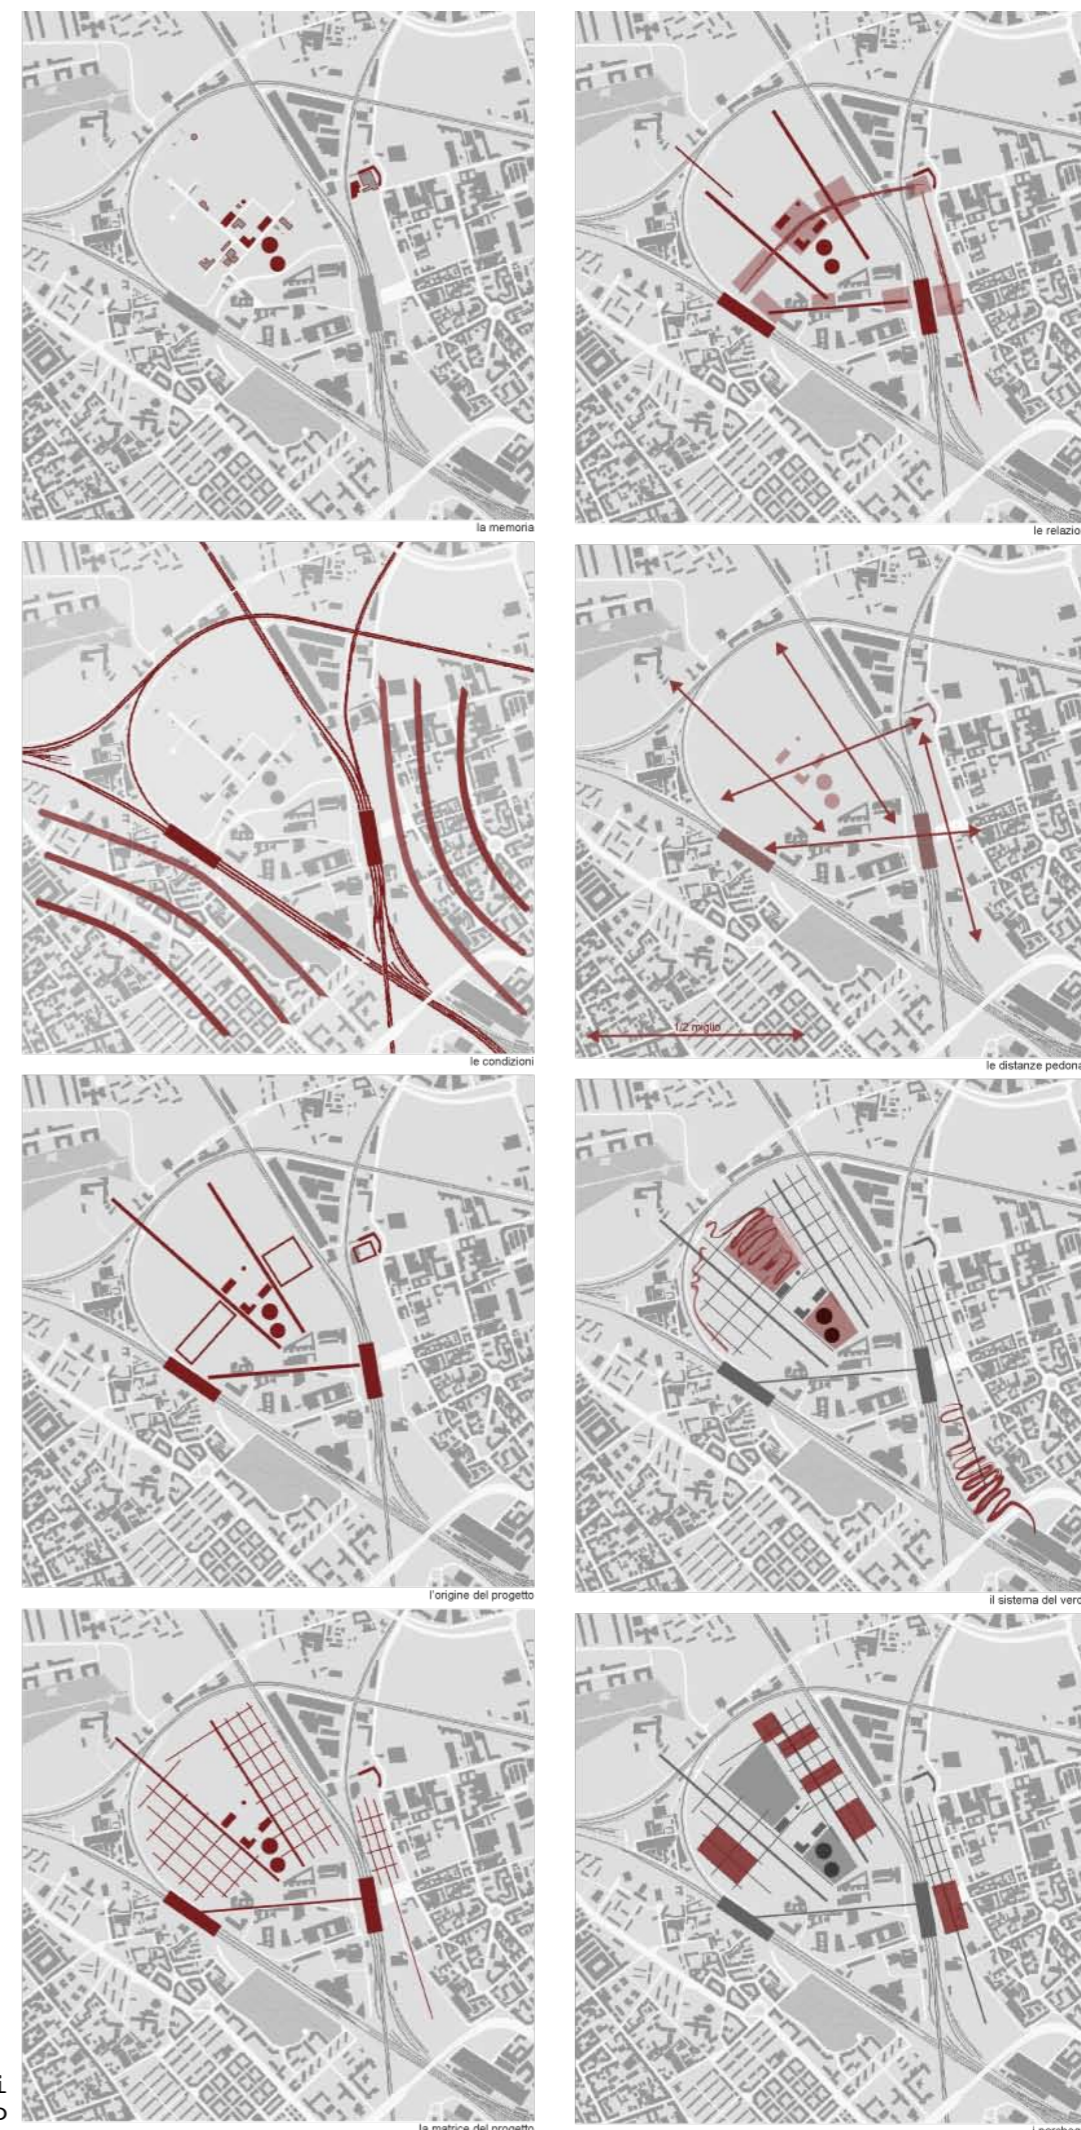 la memoria
le relazio
le condizioni
1/2 miglio
le distanze pedona
l'origine del progetto
il sistema del verd
i
o
la matrice del progetto
i parcheg